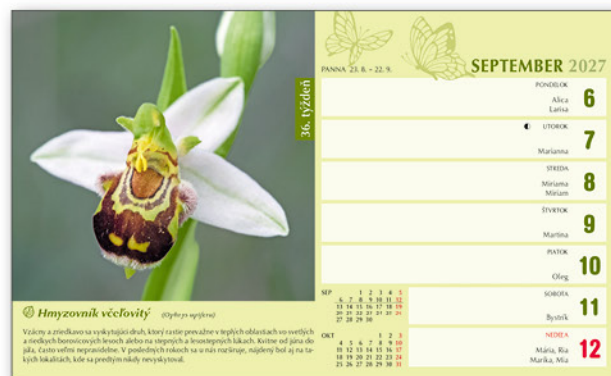 36. týždeň
Hmyzovník včeľovitý (Ophrys apifera)
Vzácny a zriedkavo sa vyskytujúci druh, ktorý rastie prevažne v teplých oblastiach vo svetlých
a riedkych borovicových lesoch alebo na stepných a lesostepných lúkach. Kvitne od júna do
júla, často veľmi nepravidelne. V posledných rokoch sa u nás rozširuje, nájdený bol aj na ta-
kých lokalitách, kde sa predtým nikdy nevyskytoval.
PANNA 23. 8. – 22. 9.
SEPTEMBER 2027
PONDELOK
6
Alica
Larisa
UTOROK
7
Marianna
STREDA
8
Miriama
Miriam
ŠTVRTOK
9
Martina
PIATOK
10
Oleg
SOBOTA
11
Bystrík
NEDEĽA
12
Mária, Ria
Marika, Mia
SEP 1 2 3 4 5
6 7 8 9 10 11 12
13 14 15 16 17 18 19
20 21 22 23 24 25 26
27 28 29 30
OKT 1 2 3
4 5 6 7 8 9 10
11 12 13 14 15 16 17
18 19 20 21 22 23 24
25 26 27 28 29 30 31